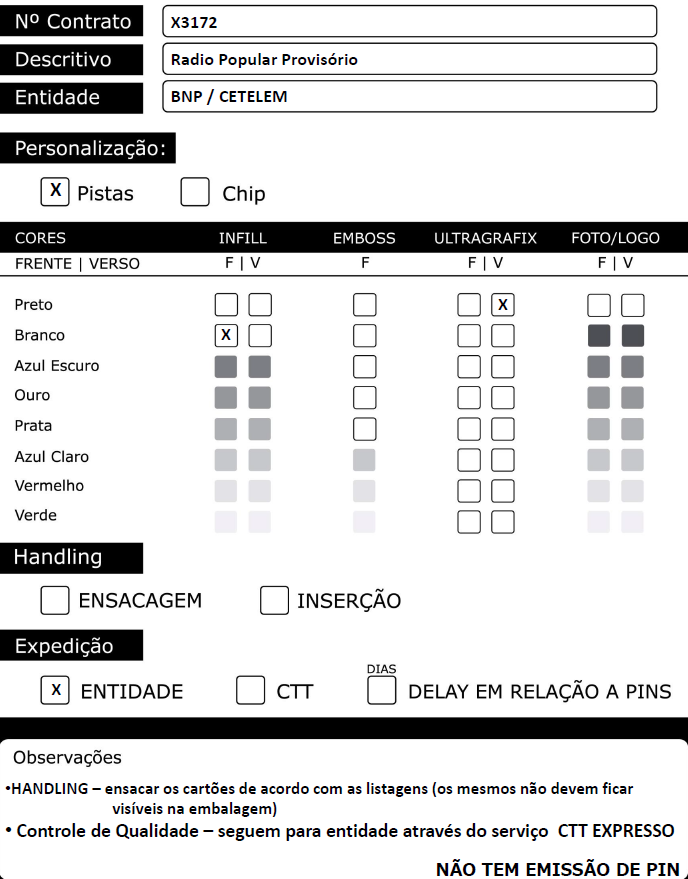 Nº Contrato X3172
Descritivo Radio Popular Provisório
Entidade BNP / CETELEM
Personalização:
X Pistas Chip
CORES INFILL EMBOSS ULTRAGRAFIX FOTO/LOGO
FRENTE | VERSO F | V F F | V F | V
Preto X
Branco X
Azul Escuro
Ouro
Prata
Azul Claro
Vermelho
Verde
Handling
ENSACAGEM INSERÇÃO
Expedição
DIAS
X ENTIDADE CTT DELAY EM RELAÇÃO A PINS
Observações
•HANDLING – ensacar os cartões de acordo com as listagens (os mesmos não devem ficar
visíveis na embalagem)
• Controle de Qualidade – seguem para entidade através do serviço CTT EXPRESSO
NÃO TEM EMISSÃO DE PIN